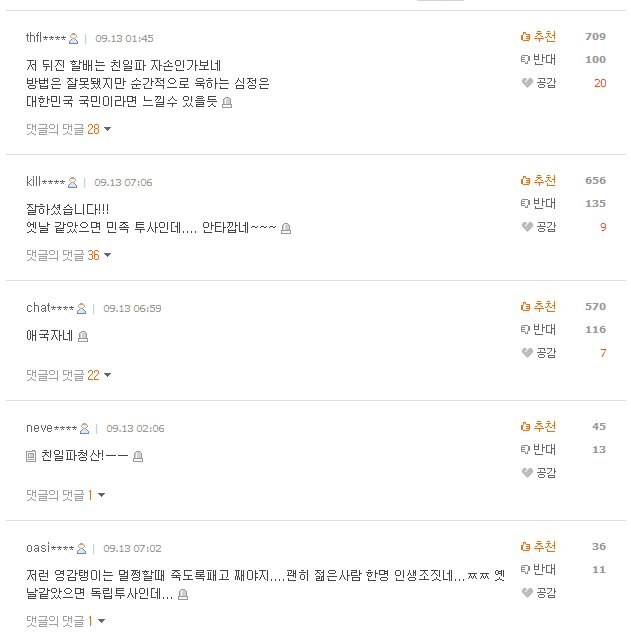 thfl**** | 09.13 01:45
추천 709
반대 100
공감 20
저 뒤진 할배는 친일파 자손인가보네
방법은 잘못됐지만 순간적으로 욱하는 심정은
대한민국 국민이라면 느낄수 있을듯
댓글의 댓글 28
kill**** | 09.13 07:06
추천 656
반대 135
공감 9
잘하셨습니다!!!
옛날 같았으면 민족 투사인데.... 안타깝네~~~
댓글의 댓글 36
chat**** | 09.13 06:59
추천 570
반대 116
공감 7
애국자네
댓글의 댓글 22
neve**** | 09.13 02:06
추천 45
반대 13
공감
친일파청산!ㅡㅡ
댓글의 댓글 1
oasi**** | 09.13 07:02
추천 36
반대 11
공감
저런 영감탱이는 멀쩡할때 죽도록패고 째야지....괜히 젊은사람 한명 인생조짓네...ㅉㅉ 옛
날같았으면 독립투사인데...
댓글의 댓글 1